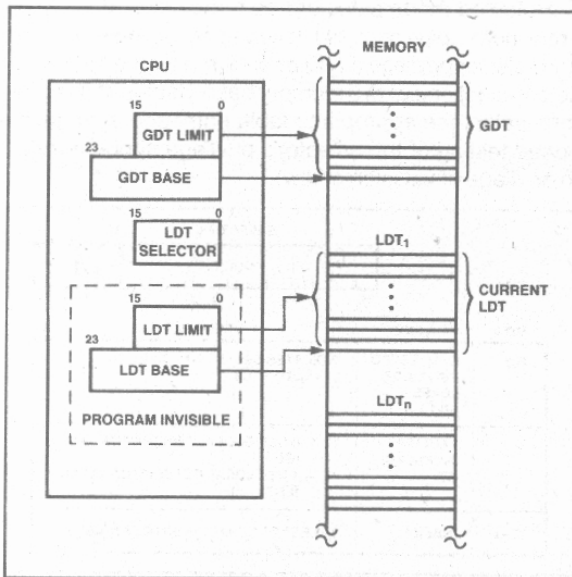 MEMORY
CPU
15 0
GDT LIMIT
23
GDT BASE
GDT
15 0
LDT
SELECTOR
LDT₁
CURRENT
LDT
15 0
LDT LIMIT
23
LDT BASE
PROGRAM INVISIBLE
LDTₙ